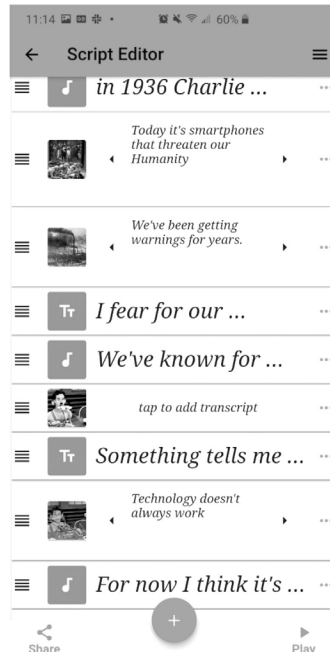 11:14 60%
Script Editor
in 1936 Charlie ...
Today it's smartphones
that threaten our
Humanity
We've been getting
warnings for years.
Tт I fear for our ...
We've known for ...
tap to add transcript
Tт Something tells me ...
Technology doesn't
always work
For now I think it's ...
+
Share Play